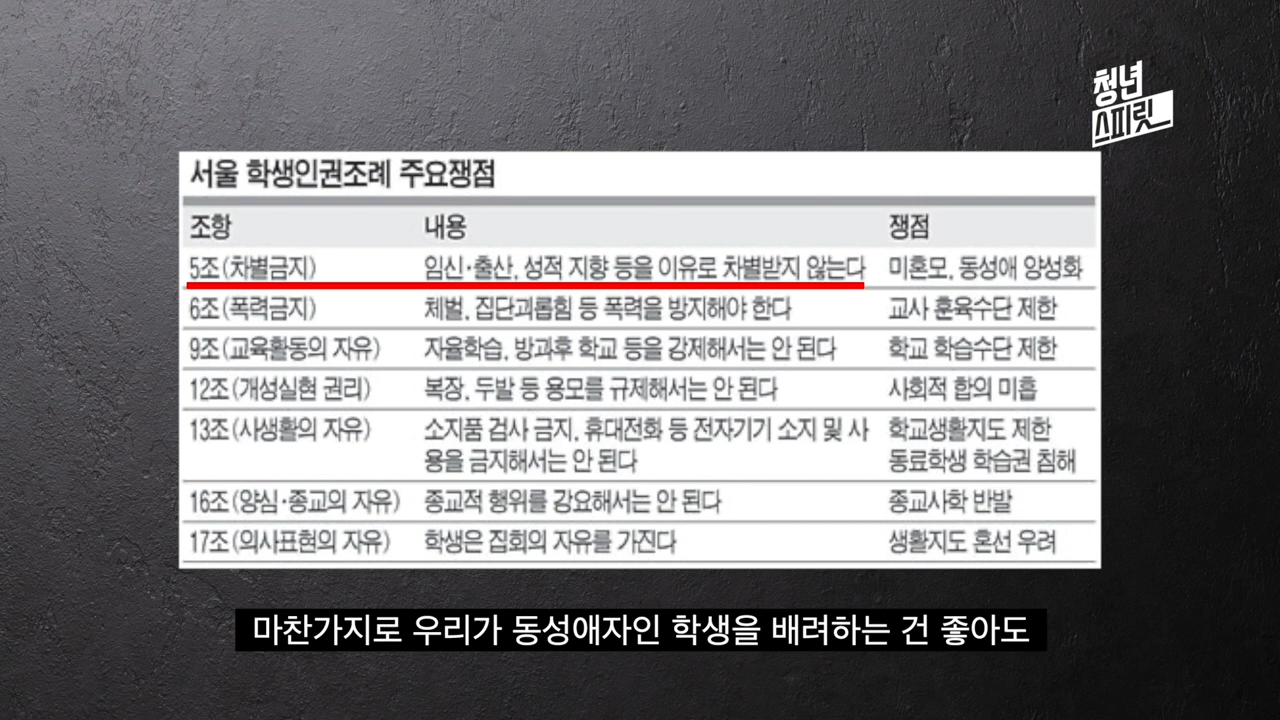 청년
스피릿
서울 학생인권조례 주요쟁점
조항 내용 쟁점
5조(차별금지) 임신·출산, 성적 지향 등을 이유로 차별받지 않는다 미혼모, 동성애 양성화
6조(폭력금지) 체벌, 집단괴롭힘 등 폭력을 방지해야 한다 교사 훈육수단 제한
9조(교육활동의 자유) 자율학습, 방과후 학교 등을 강제해서는 안 된다 학교 학습수단 제한
12조(개성실현 권리) 복장, 두발 등 용모를 규제해서는 안 된다 사회적 합의 미흡
13조(사생활의 자유) 소지품 검사 금지, 휴대전화 등 전자기기 소지 및 사 학교생활지도 제한
용을 금지해서는 안 된다 동료학생 학습권 침해
16조(양심·종교의 자유) 종교적 행위를 강요해서는 안 된다 종교사학 반발
17조(의사표현의 자유) 학생은 집회의 자유를 가진다 생활지도 혼선 우려
마찬가지로 우리가 동성애자인 학생을 배려하는 건 좋아도